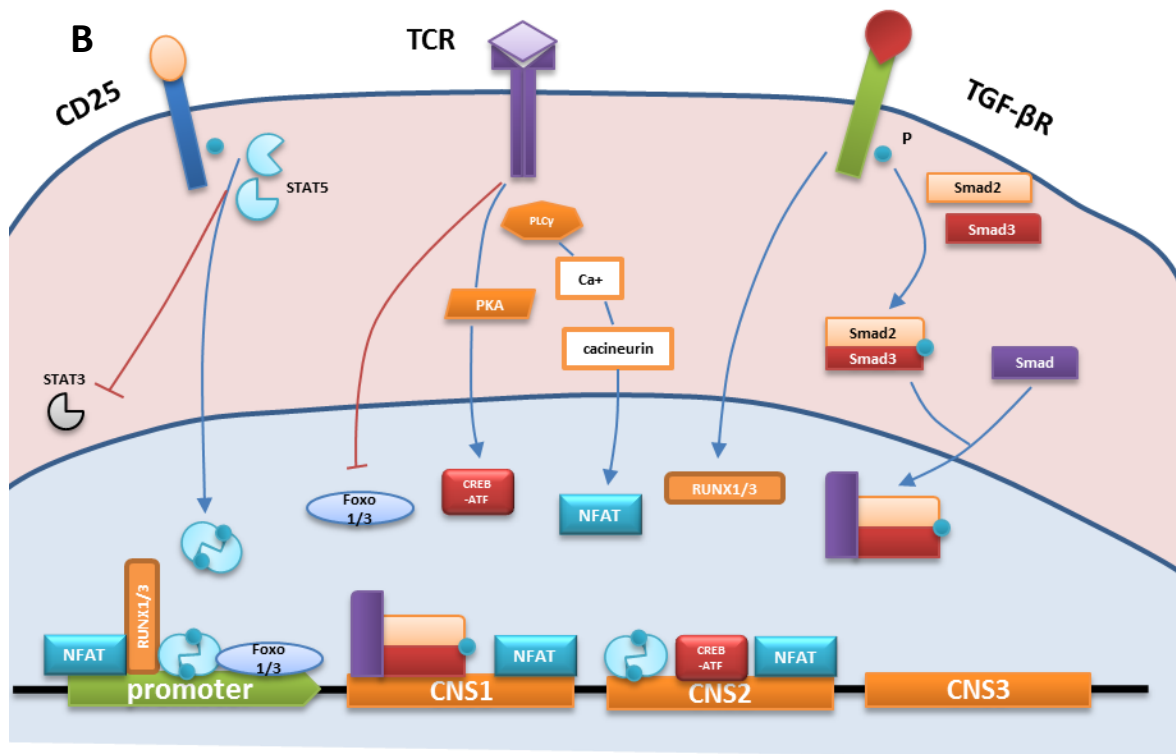 B
TCR
CD25
TGF-βR
P
STAT5
Smad2
Smad3
PLCγ
Ca+
PKA
cacineurin
Smad2
Smad3
Smad
STAT3
CREB
-ATF
RUNX1/3
Foxo
1/3
NFAT
RUNX1/3
NFAT
Foxo
1/3
NFAT
CREB
-ATF
NFAT
promoter
CNS1
CNS2
CNS3